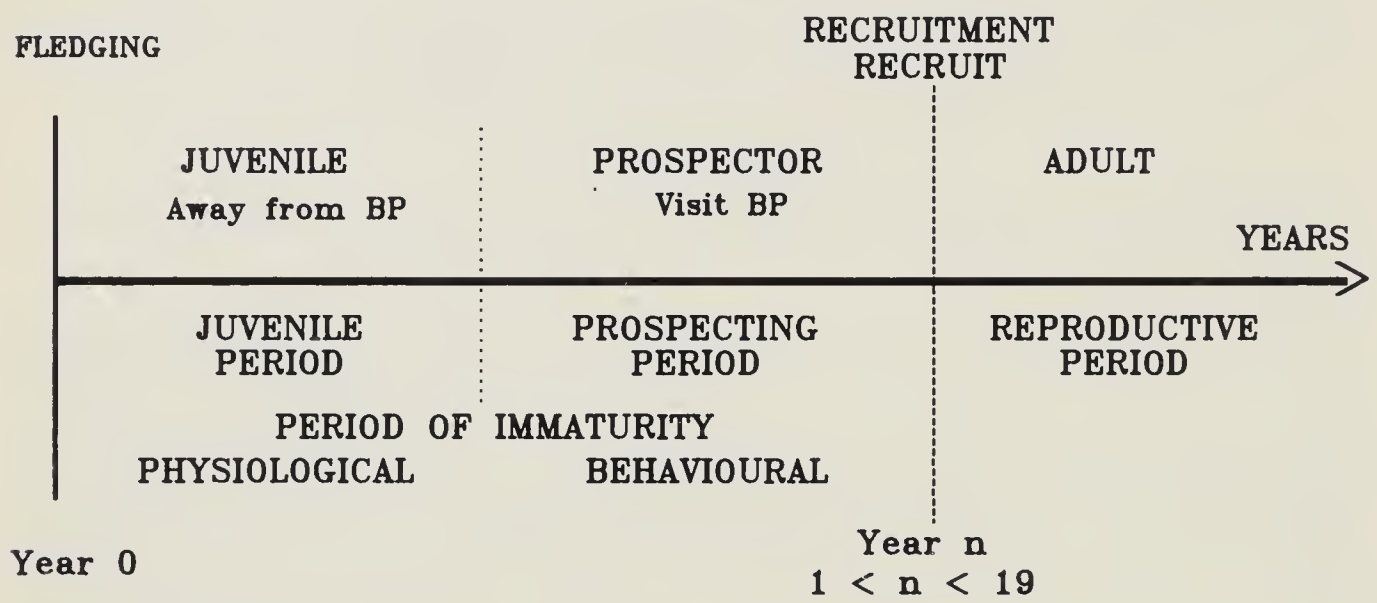 FLEDGING
RECRUITMENT
RECRUIT
JUVENILE
Away from BP
PROSPECTOR
Visit BP
ADULT
YEARS
JUVENILE
PERIOD
PROSPECTING
PERIOD
REPRODUCTIVE
PERIOD
PERIOD OF IMMATURITY
PHYSIOLOGICAL
BEHAVIOURAL
Year 0
Year n
1 < n < 19